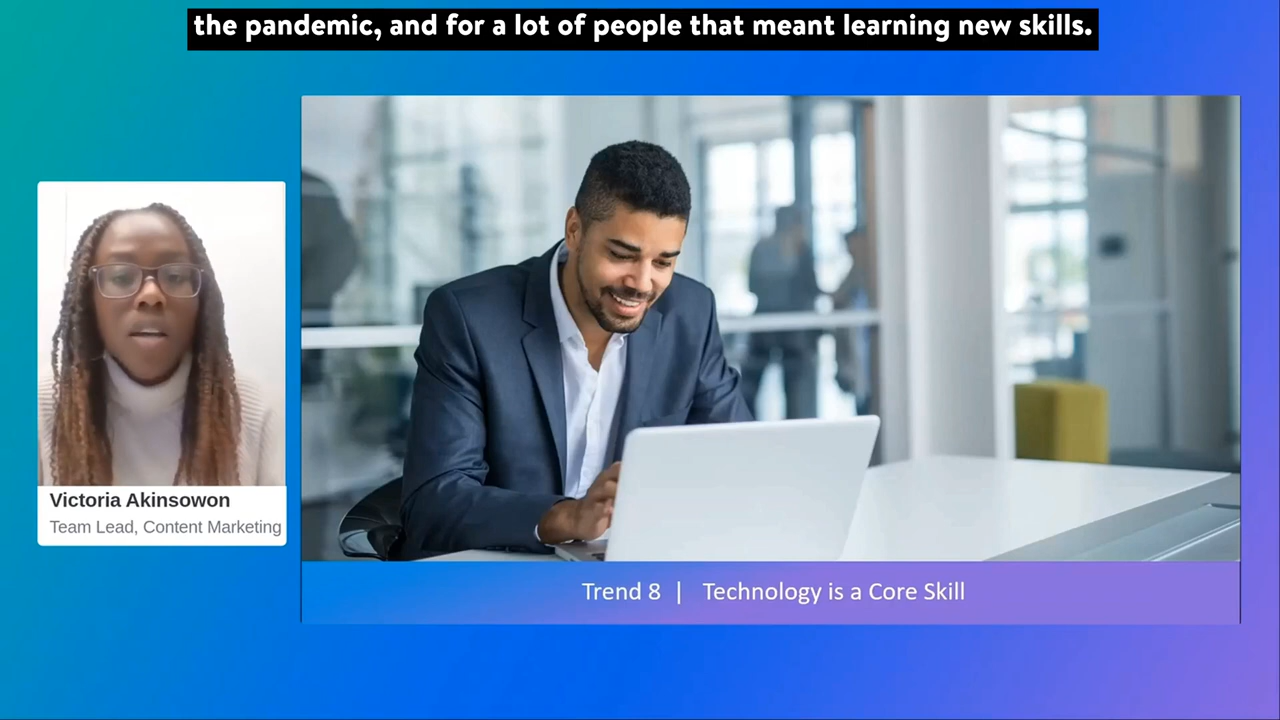 the pandemic, and for a lot of people that meant learning new skills.
Victoria Akinsowon
Team Lead, Content Marketing
Trend 8 | Technology is a Core Skill